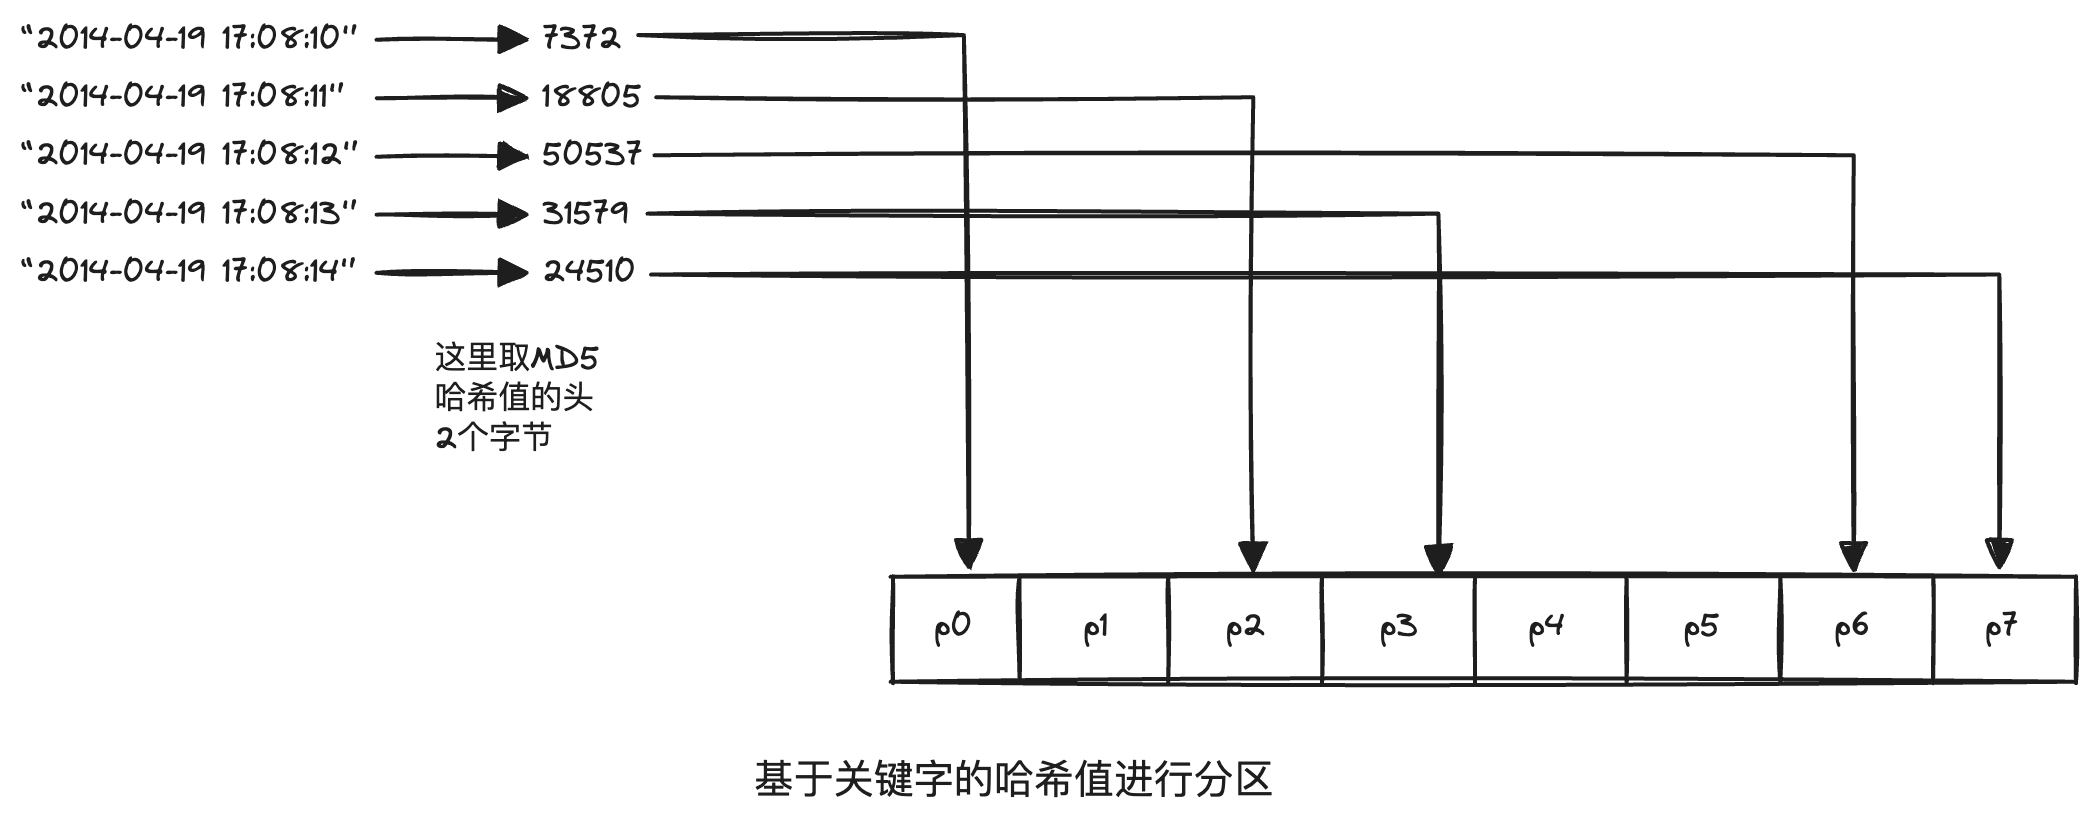 “2014-04-19 17:08:10” 7372
“2014-04-19 17:08:11” 18805
“2014-04-19 17:08:12” 50537
“2014-04-19 17:08:13” 31579
“2014-04-19 17:08:14” 24510
这里取MD5
哈希值的头
2个字节
p0 p1 p2 p3 p4 p5 p6 p7
基于关键字的哈希值进行分区